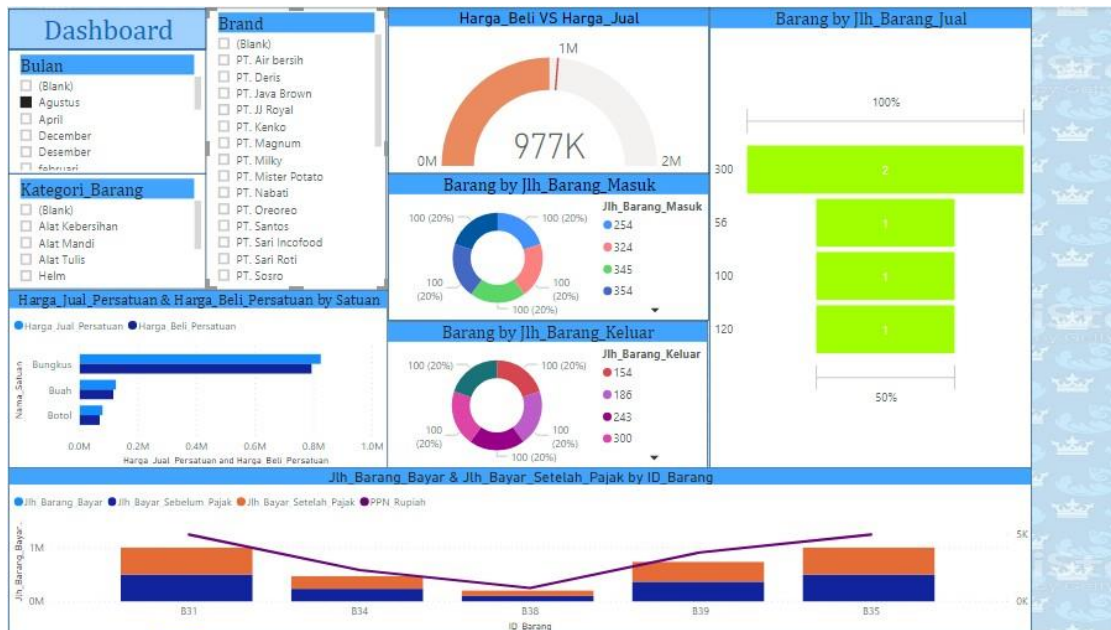 Dashboard
Bulan
(Blank)
Agustus
April
December
Desember
februari
Kategori_Barang
(Blank)
Alat Kebersihan
Alat Mandi
Alat Tulis
Helm
Brand
(Blank)
PT. Air bersih
PT. Deris
PT. Java Brown
PT. JJ Royal
PT. Kenko
PT. Magnum
PT. Milky
PT. Mister Potato
PT. Nabati
PT. Oreoreo
PT. Santos
PT. Sari Incofood
PT. Sari Roti
PT. Sosro
Harga_Beli VS Harga_Jual
1M
977K
0M 2M
Barang by Jlh_Barang_Masuk
Jlh_Barang_Masuk
100 (20%) 100 (20%)
254
324
345
354
100 (20%) 100 (20%)
100 (20%)
Barang by Jlh_Barang_Keluar
Jlh_Barang_Keluar
100 (20%) 100 (20%)
154
186
243
300
100 (20%) 100 (20%)
100 (20%)
Barang by Jlh_Barang_Jual
100%
300 2
56 1
100 1
120 1
50%
Harga_Jual_Persatuan & Harga_Beli_Persatuan by Satuan
Harga Jual Persatuan Harga Beli Persatuan
Nama_Satuan
Bungkus
Buah
Botol
0.0M 0.2M 0.4M 0.6M 0.8M 1.0M
Harga Jual Persatuan and Harga Beli Persatuan
Jlh_Barang_Bayar & Jlh_Bayar_Setelah_Pajak by ID_Barang
Jlh Barang Bayar Jlh Bayar Sebelum Pajak Jlh Bayar Setelah Pajak PPN Rupiah
Jlh_Barang_Bayar...
1M 5K
0M 0K
B31 B34 B38 B39 B35
ID_Barang